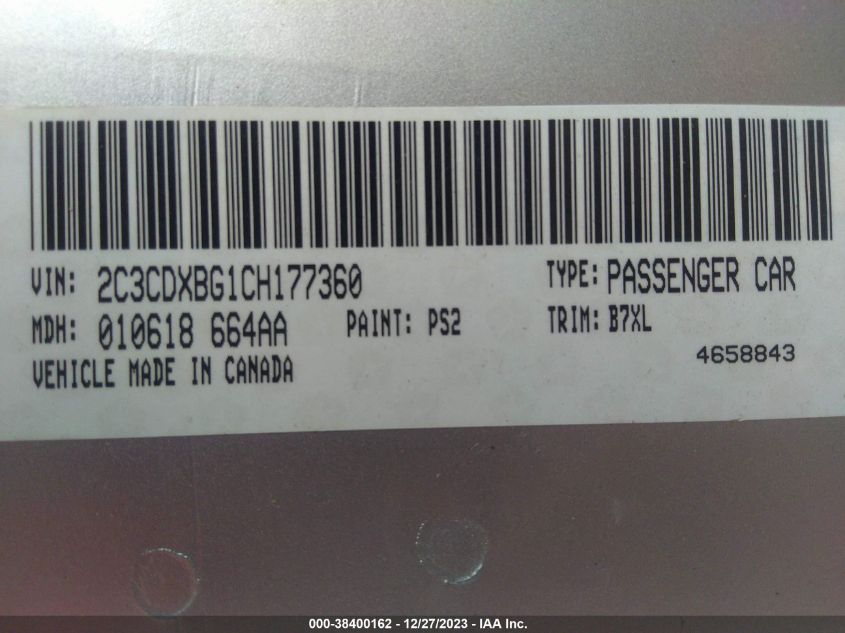 VIN: 2C3CDXBG1CH177360 TYPE: PASSENGER CAR
MDH: 010618 664AA PAINT: PS2 TRIM: B7XL
4658843
VEHICLE MADE IN CANADA
000-38400162 - 12/27/2023 - IAA Inc.